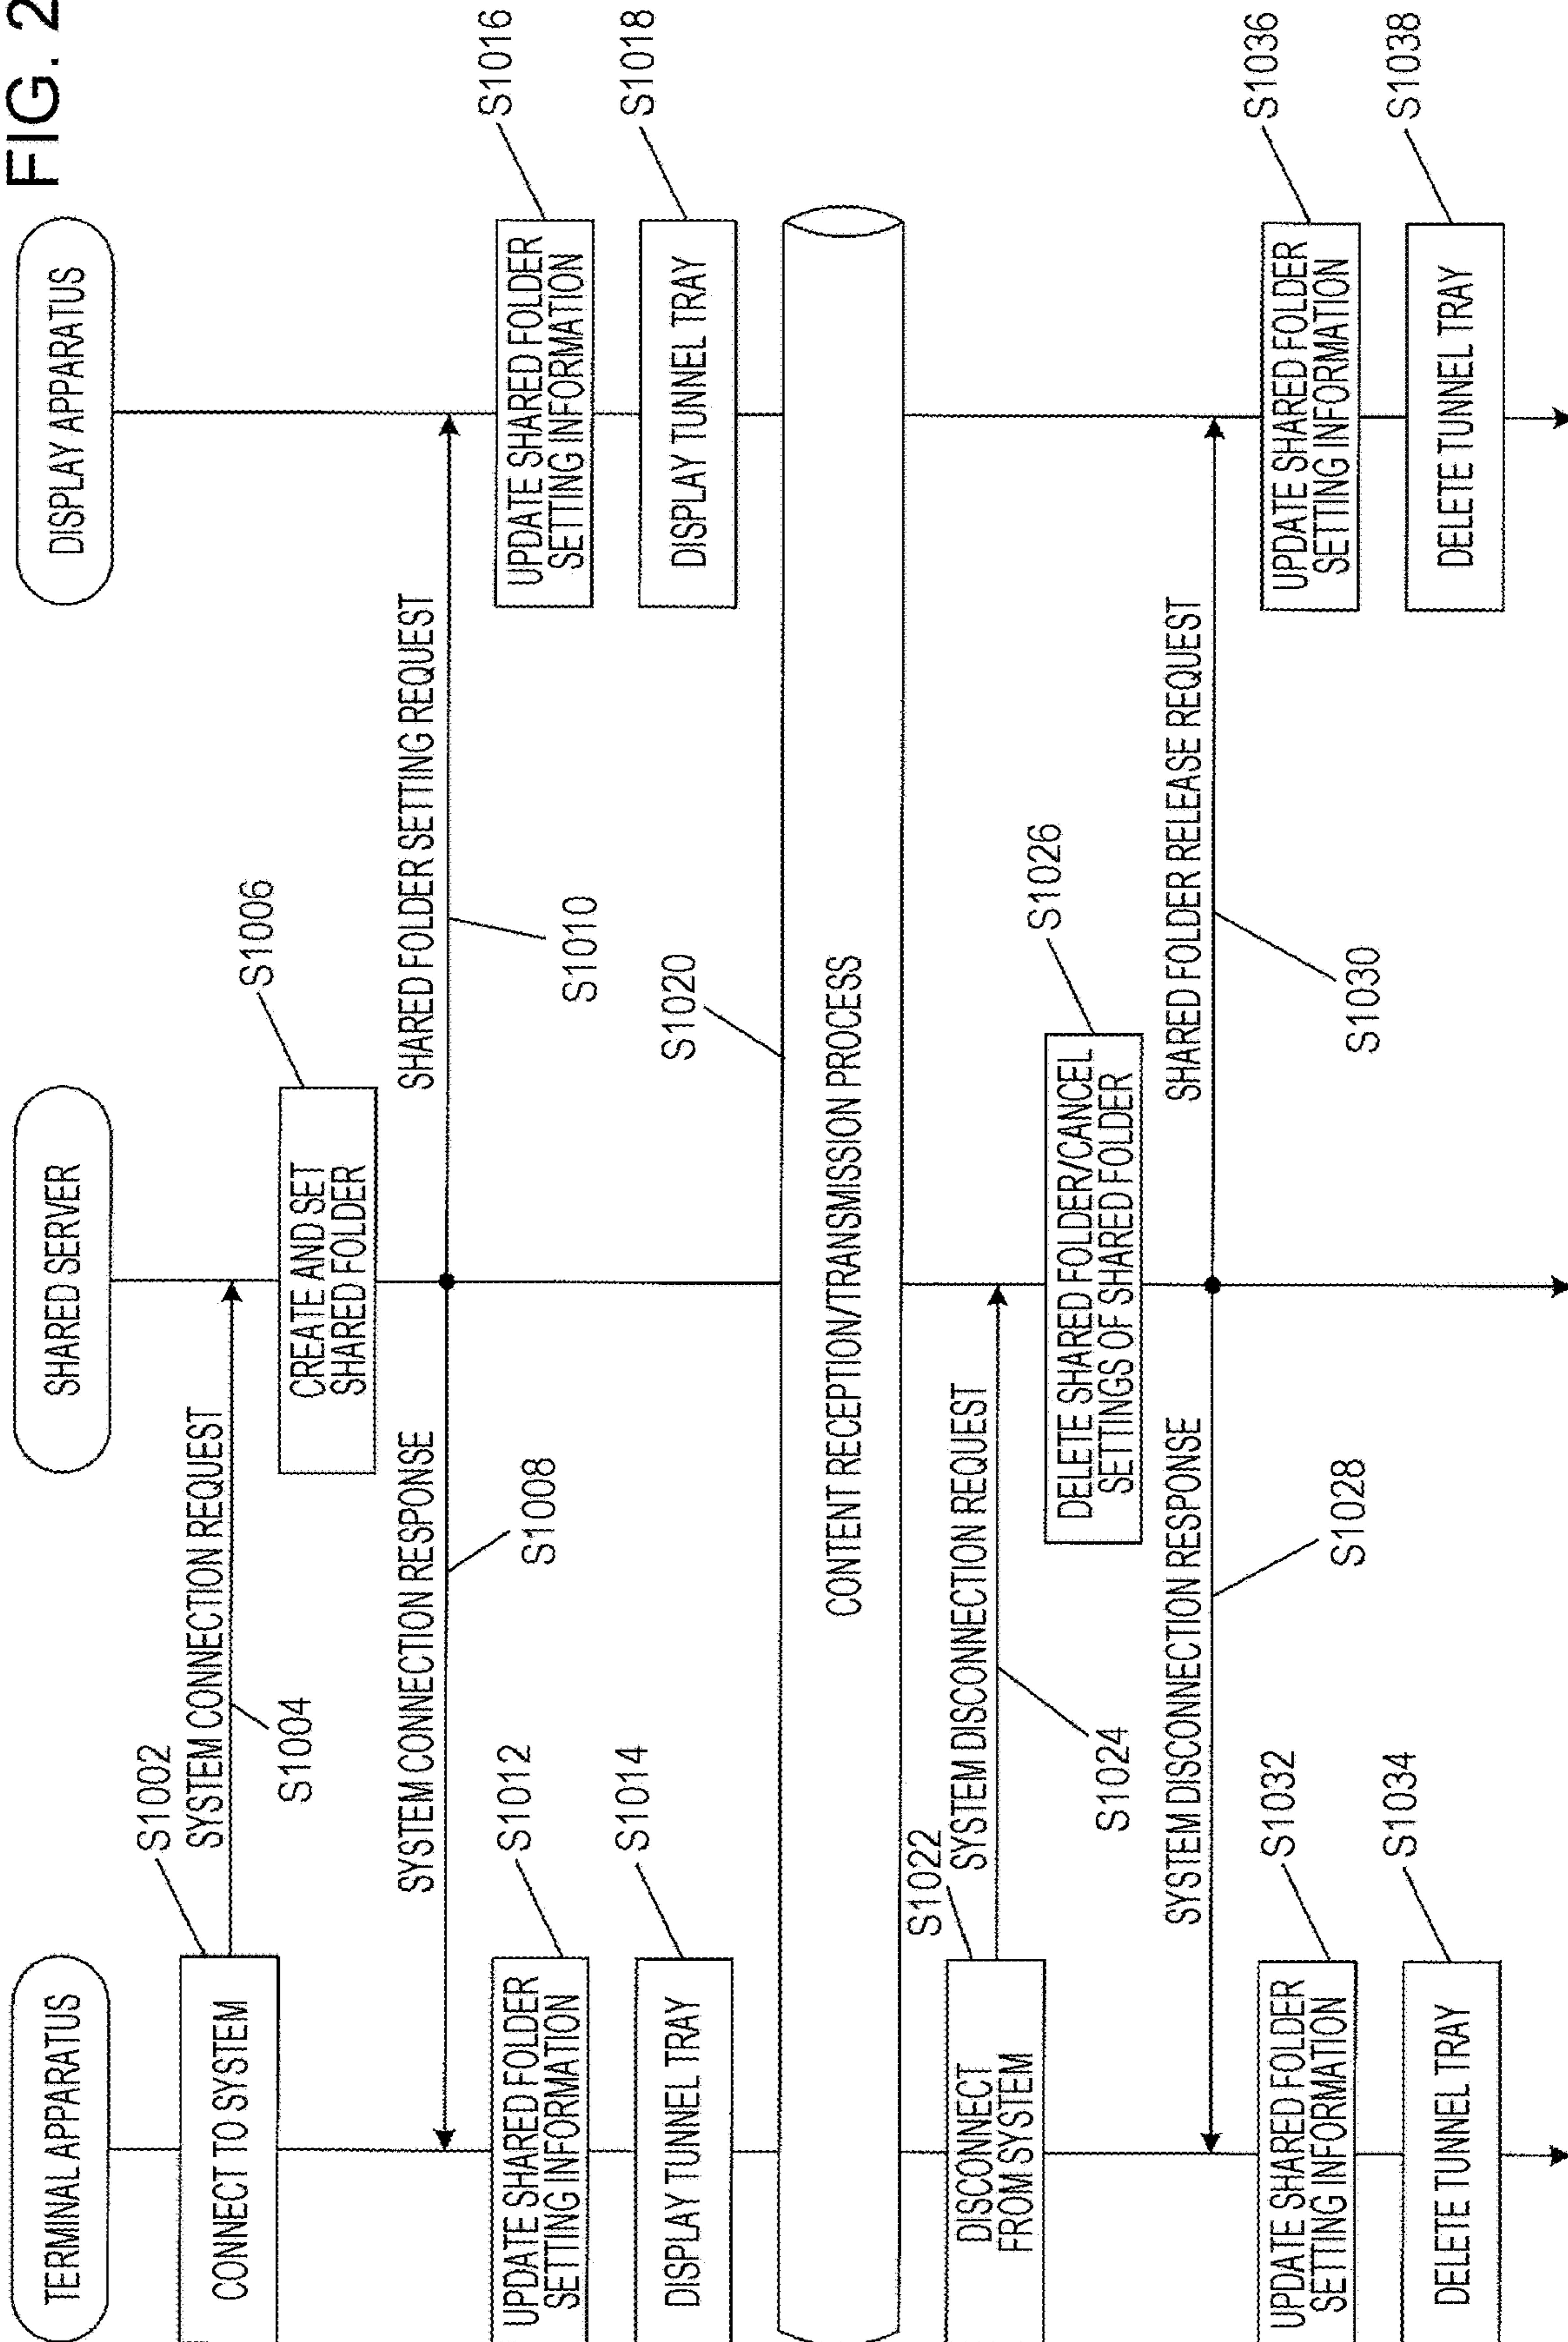 FIG. 2
TERMINAL APPARATUS
SHARED SERVER
DISPLAY APPARATUS
CONNECT TO SYSTEM
S1002
SYSTEM CONNECTION REQUEST
S1004
CREATE AND SET
SHARED FOLDER
S1006
SYSTEM CONNECTION RESPONSE
S1008
SHARED FOLDER SETTING REQUEST
S1010
UPDATE SHARED FOLDER
SETTING INFORMATION
S1012
UPDATE SHARED FOLDER
SETTING INFORMATION
S1016
DISPLAY TUNNEL TRAY
S1014
DISPLAY TUNNEL TRAY
S1018
S1020
CONTENT RECEPTION/TRANSMISSION PROCESS
DISCONNECT
FROM SYSTEM
S1022
SYSTEM DISCONNECTION REQUEST
S1024
DELETE SHARED FOLDER/CANCEL
SETTINGS OF SHARED FOLDER
S1026
SYSTEM DISCONNECTION RESPONSE
S1028
SHARED FOLDER RELEASE REQUEST
S1030
UPDATE SHARED FOLDER
SETTING INFORMATION
S1032
UPDATE SHARED FOLDER
SETTING INFORMATION
S1036
DELETE TUNNEL TRAY
S1034
DELETE TUNNEL TRAY
S1038